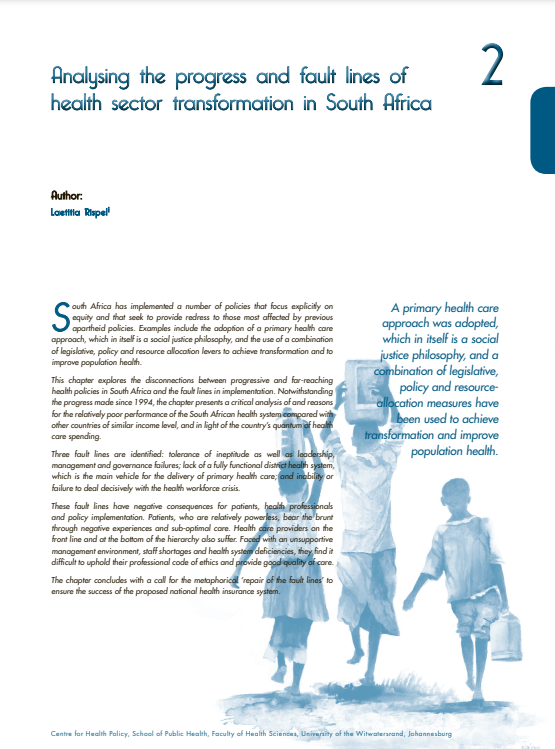 2
Analysing the progress and fault lines of
health sector transformation in South Africa
Author:
Laetitia Rispel¹
South Africa has implemented a number of policies that focus explicitly on
equity and that seek to provide redress to those most affected by previous
apartheid policies. Examples include the adoption of a primary health care
approach, which in itself is a social justice philosophy, and the use of a combination
of legislative, policy and resource allocation levers to achieve transformation and to
improve population health.
This chapter explores the disconnections between progressive and far-reaching
health policies in South Africa and the fault lines in implementation. Notwithstanding
the progress made since 1994, the chapter presents a critical analysis of and reasons
for the relatively poor performance of the South African health system compared with
other countries of similar income level, and in light of the country's quantum of health
care spending.
Three fault lines are identified: tolerance of ineptitude as well as leadership,
management and governance failures; lack of a fully functional district health system,
which is the main vehicle for the delivery of primary health care; and inability or
failure to deal decisively with the health workforce crisis.
These fault lines have negative consequences for patients, health professionals
and policy implementation. Patients, who are relatively powerless, bear the brunt
through negative experiences and sub-optimal care. Health care providers on the
front line and at the bottom of the hierarchy also suffer. Faced with an unsupportive
management environment, staff shortages and health system deficiencies, they find it
difficult to uphold their professional code of ethics and provide good quality of care.
The chapter concludes with a call for the metaphorical 'repair of the fault lines' to
ensure the success of the proposed national health insurance system.
A primary health care
approach was adopted,
which in itself is a social
justice philosophy, and a
combination of legislative,
policy and resource-
allocation measures have
been used to achieve
transformation and improve
population health.
Centre for Health Policy, School of Public Health, Faculty of Health Sciences, University of the Witwatersrand, Johannesburg